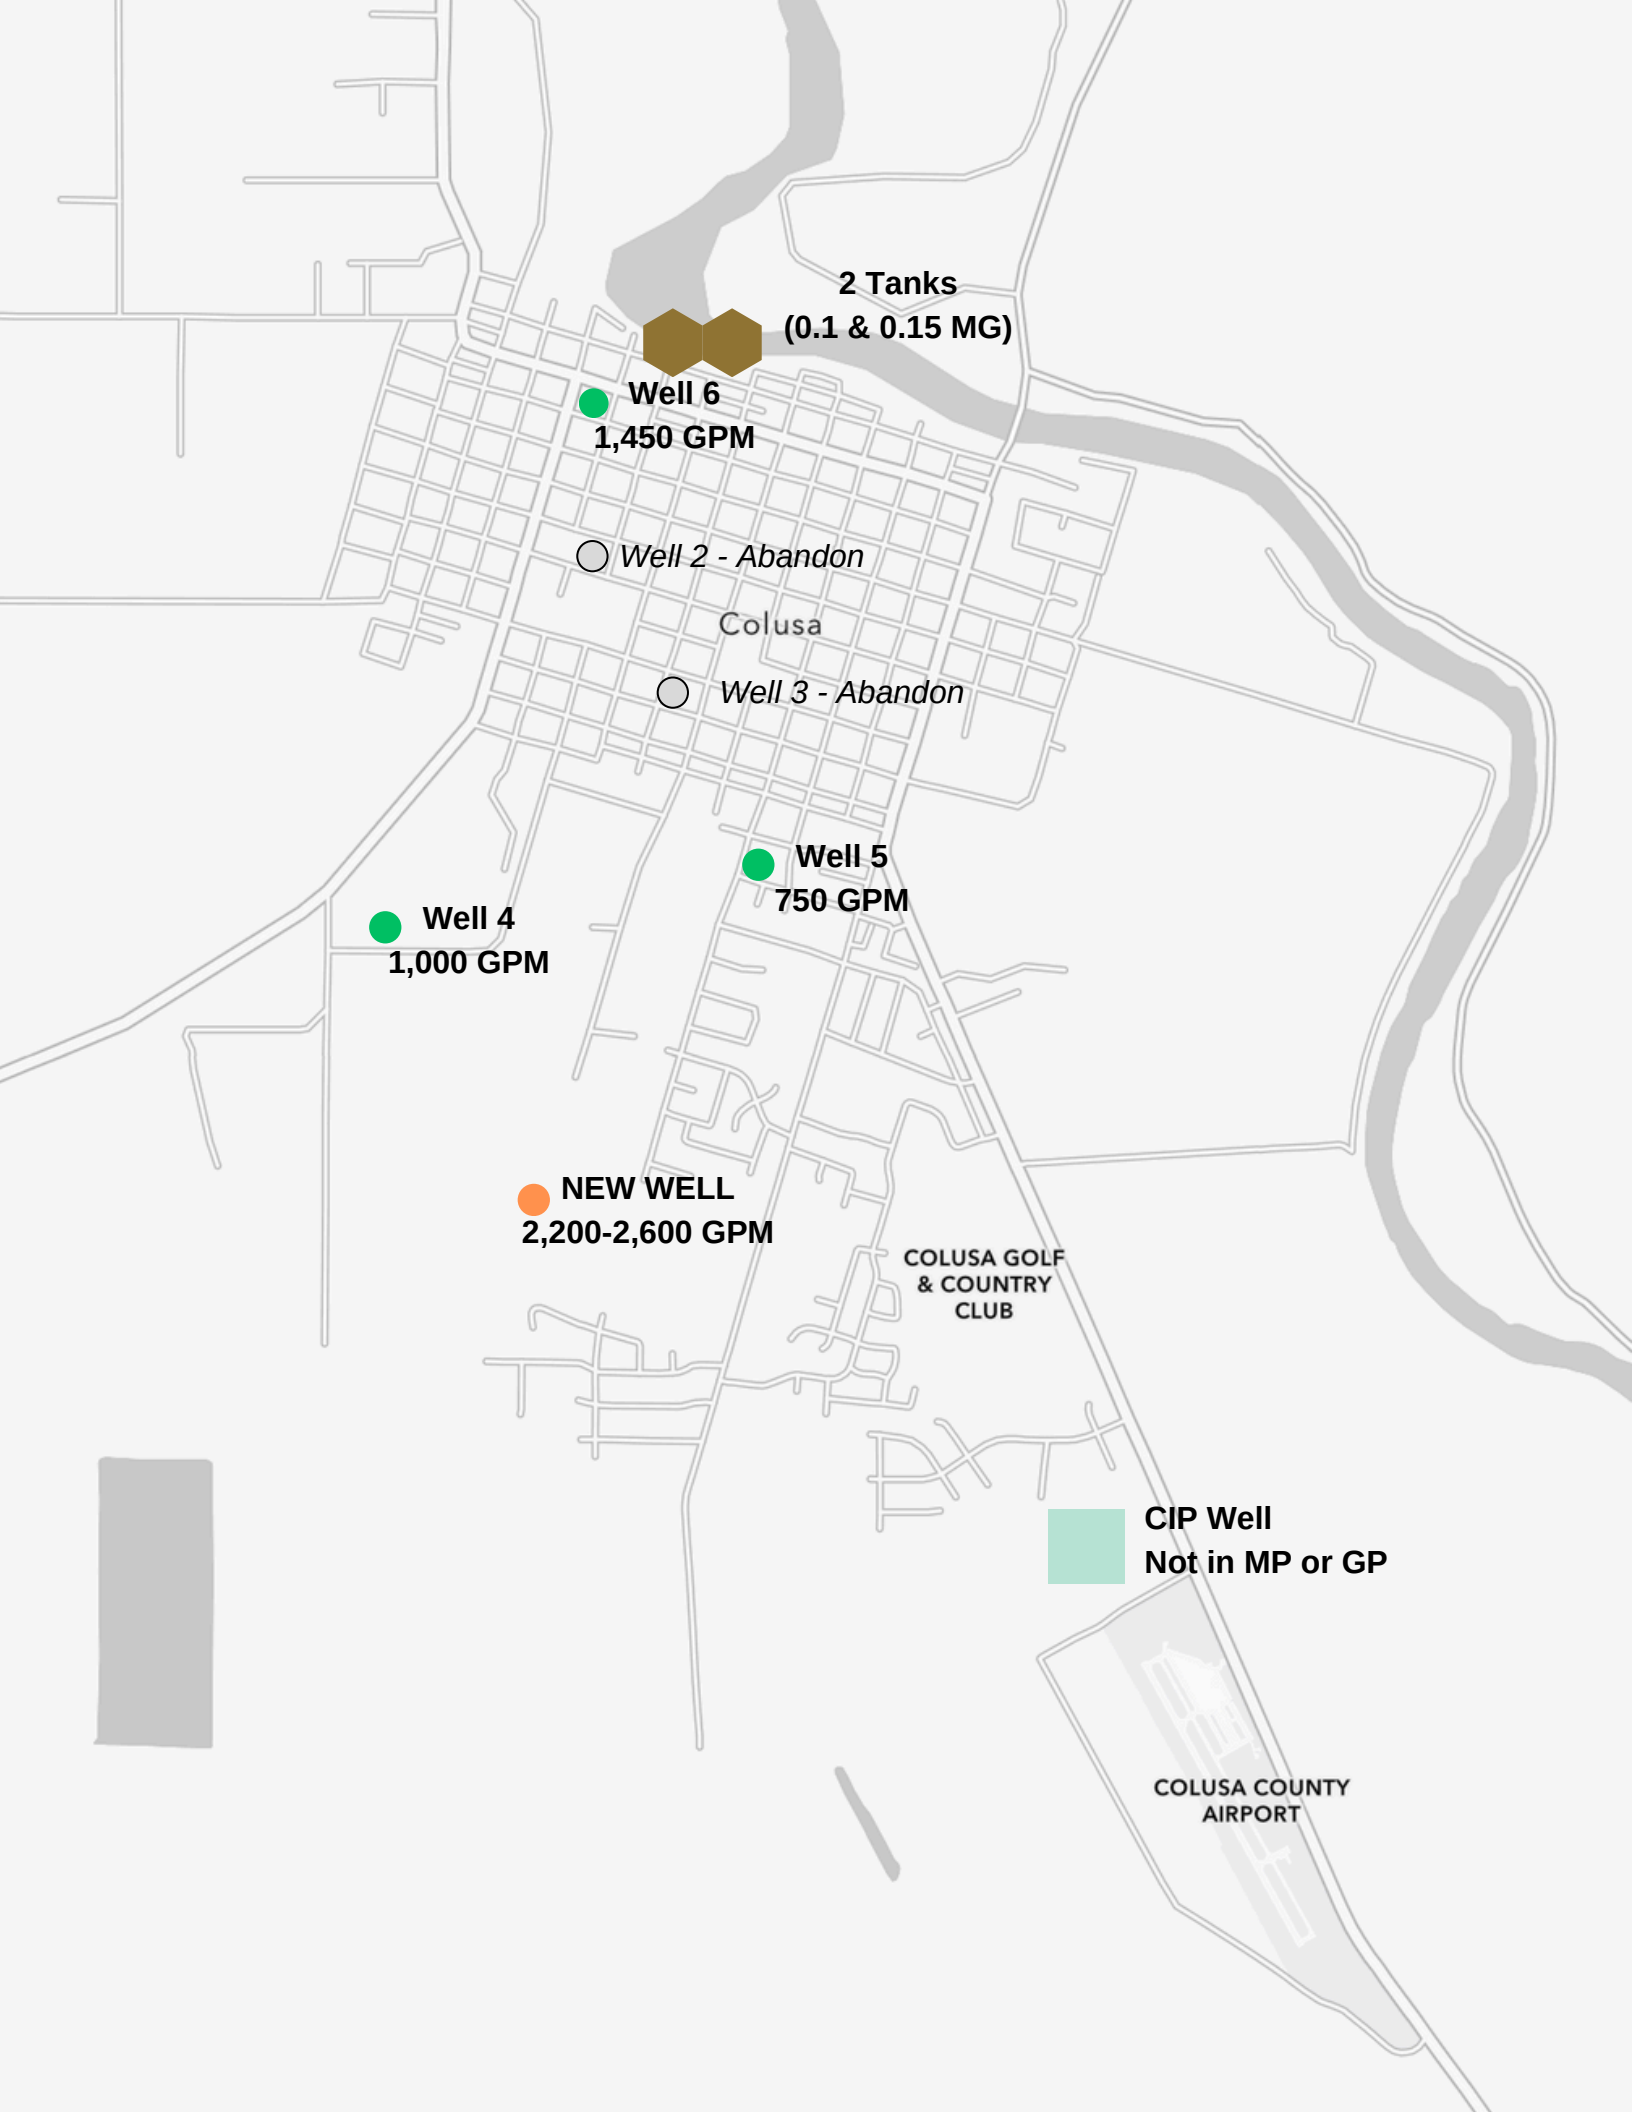 2 Tanks
(0.1 & 0.15 MG)
Well 6
1,450 GPM
Well 2 - Abandon
Colusa
Well 3 - Abandon
Well 5
750 GPM
Well 4
1,000 GPM
NEW WELL
2,200-2,600 GPM
COLUSA GOLF
& COUNTRY
CLUB
CIP Well
Not in MP or GP
COLUSA COUNTY
AIRPORT